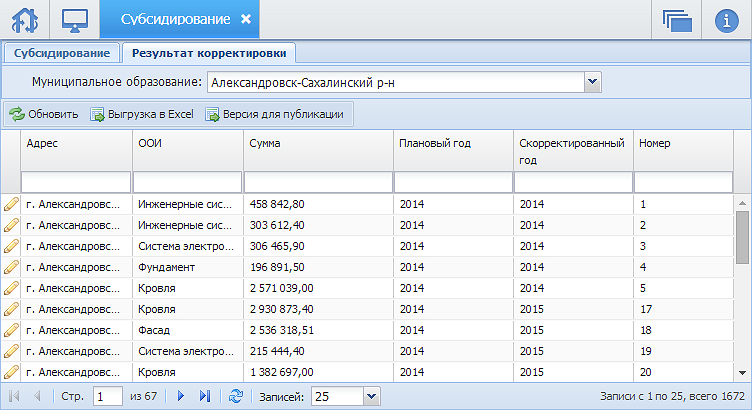 Субсидирование
Субсидирование Результат корректировки
Муниципальное образование: Александровск-Сахалинский р-н
Обновить Выгрузка в Excel Версия для публикации
Адрес ООИ Сумма Плановый год Скорректированный год Номер
г. Александровс... Инженерные сис... 458 842,80 2014 2014 1
г. Александровс... Инженерные сис... 303 612,40 2014 2014 2
г. Александровс... Система электро... 306 465,90 2014 2014 3
г. Александровс... Фундамент 196 891,50 2014 2014 4
г. Александровс... Кровля 2 571 039,00 2014 2014 5
г. Александровс... Кровля 2 930 873,40 2014 2015 17
г. Александровс... Фасад 2 536 318,51 2014 2015 18
г. Александровс... Система электро... 215 444,40 2014 2015 19
г. Александровс... Кровля 1 382 697,00 2014 2015 20
Стр. 1 из 67 Записей: 25 Записи с 1 по 25, всего 1672